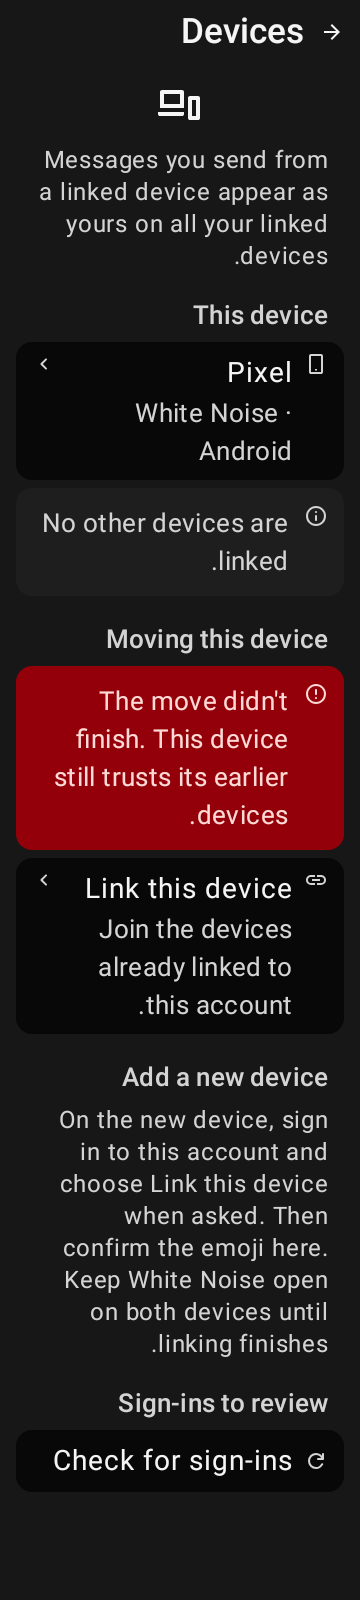 Devices
Messages you send from
a linked device appear as
yours on all your linked
.devices
This device
Pixel
White Noise ·
Android
No other devices are
.linked
Moving this device
The move didn't
finish. This device
still trusts its earlier
.devices
Link this device
Join the devices
already linked to
.this account
Add a new device
On the new device, sign
in to this account and
choose Link this device
when asked. Then
confirm the emoji here.
Keep White Noise open
on both devices until
.linking finishes
Sign-ins to review
Check for sign-ins